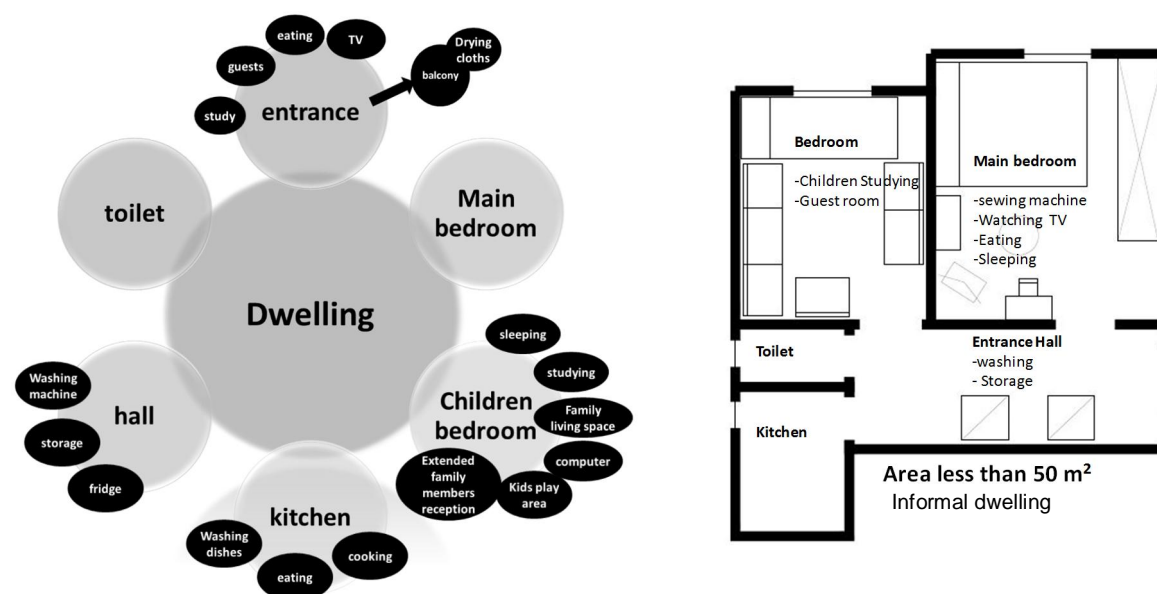 eating
TV
guests
study
entrance
balcony
Drying
cloths
toilet
Main
bedroom
Dwelling
Washing
machine
storage
fridge
hall
Children
bedroom
sleeping
studying
Family
living space
computer
Kids play
area
Extended
family
members
reception
kitchen
Washing
dishes
eating
cooking
Bedroom
-Children Studying
-Guest room
Main bedroom
-sewing machine
-Watching TV
-Eating
-Sleeping
Toilet
Entrance Hall
-washing
- Storage
Kitchen
Area less than 50 m²
Informal dwelling